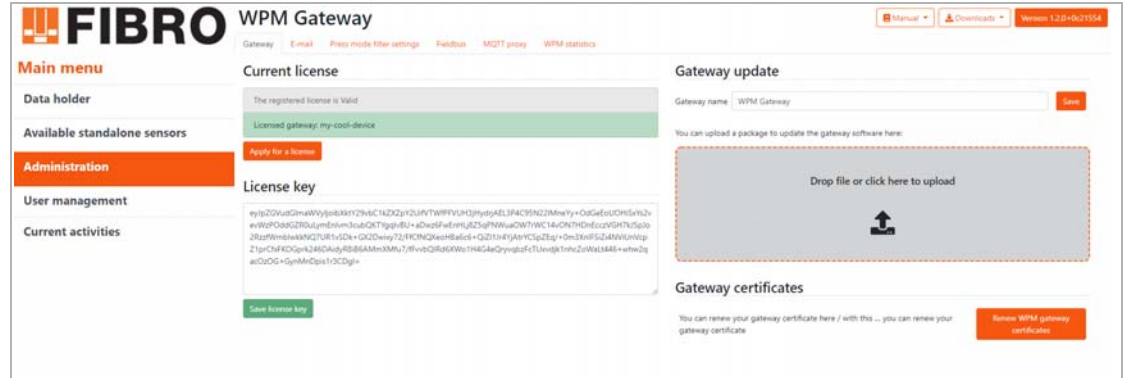 FIBRO
WPM Gateway
Manual
Downloads
Version 1.2.0+0c21554
Gateway
E-mail
Press mode filter settings
Fieldbus
MQTT proxy
WPM statistics
Main menu
Data holder
Available standalone sensors
Administration
User management
Current activities
Current license
The registered license is Valid
Licensed gateway: my-cool-device
Apply for a license
License key
Save license key
Gateway update
Gateway name
WPM Gateway
Save
You can upload a package to update the gateway software here:
Drop file or click here to upload
Gateway certificates
You can renew your gateway certificate here / with this ... you can renew your
gateway certificate
Renew WPM gateway
certificates